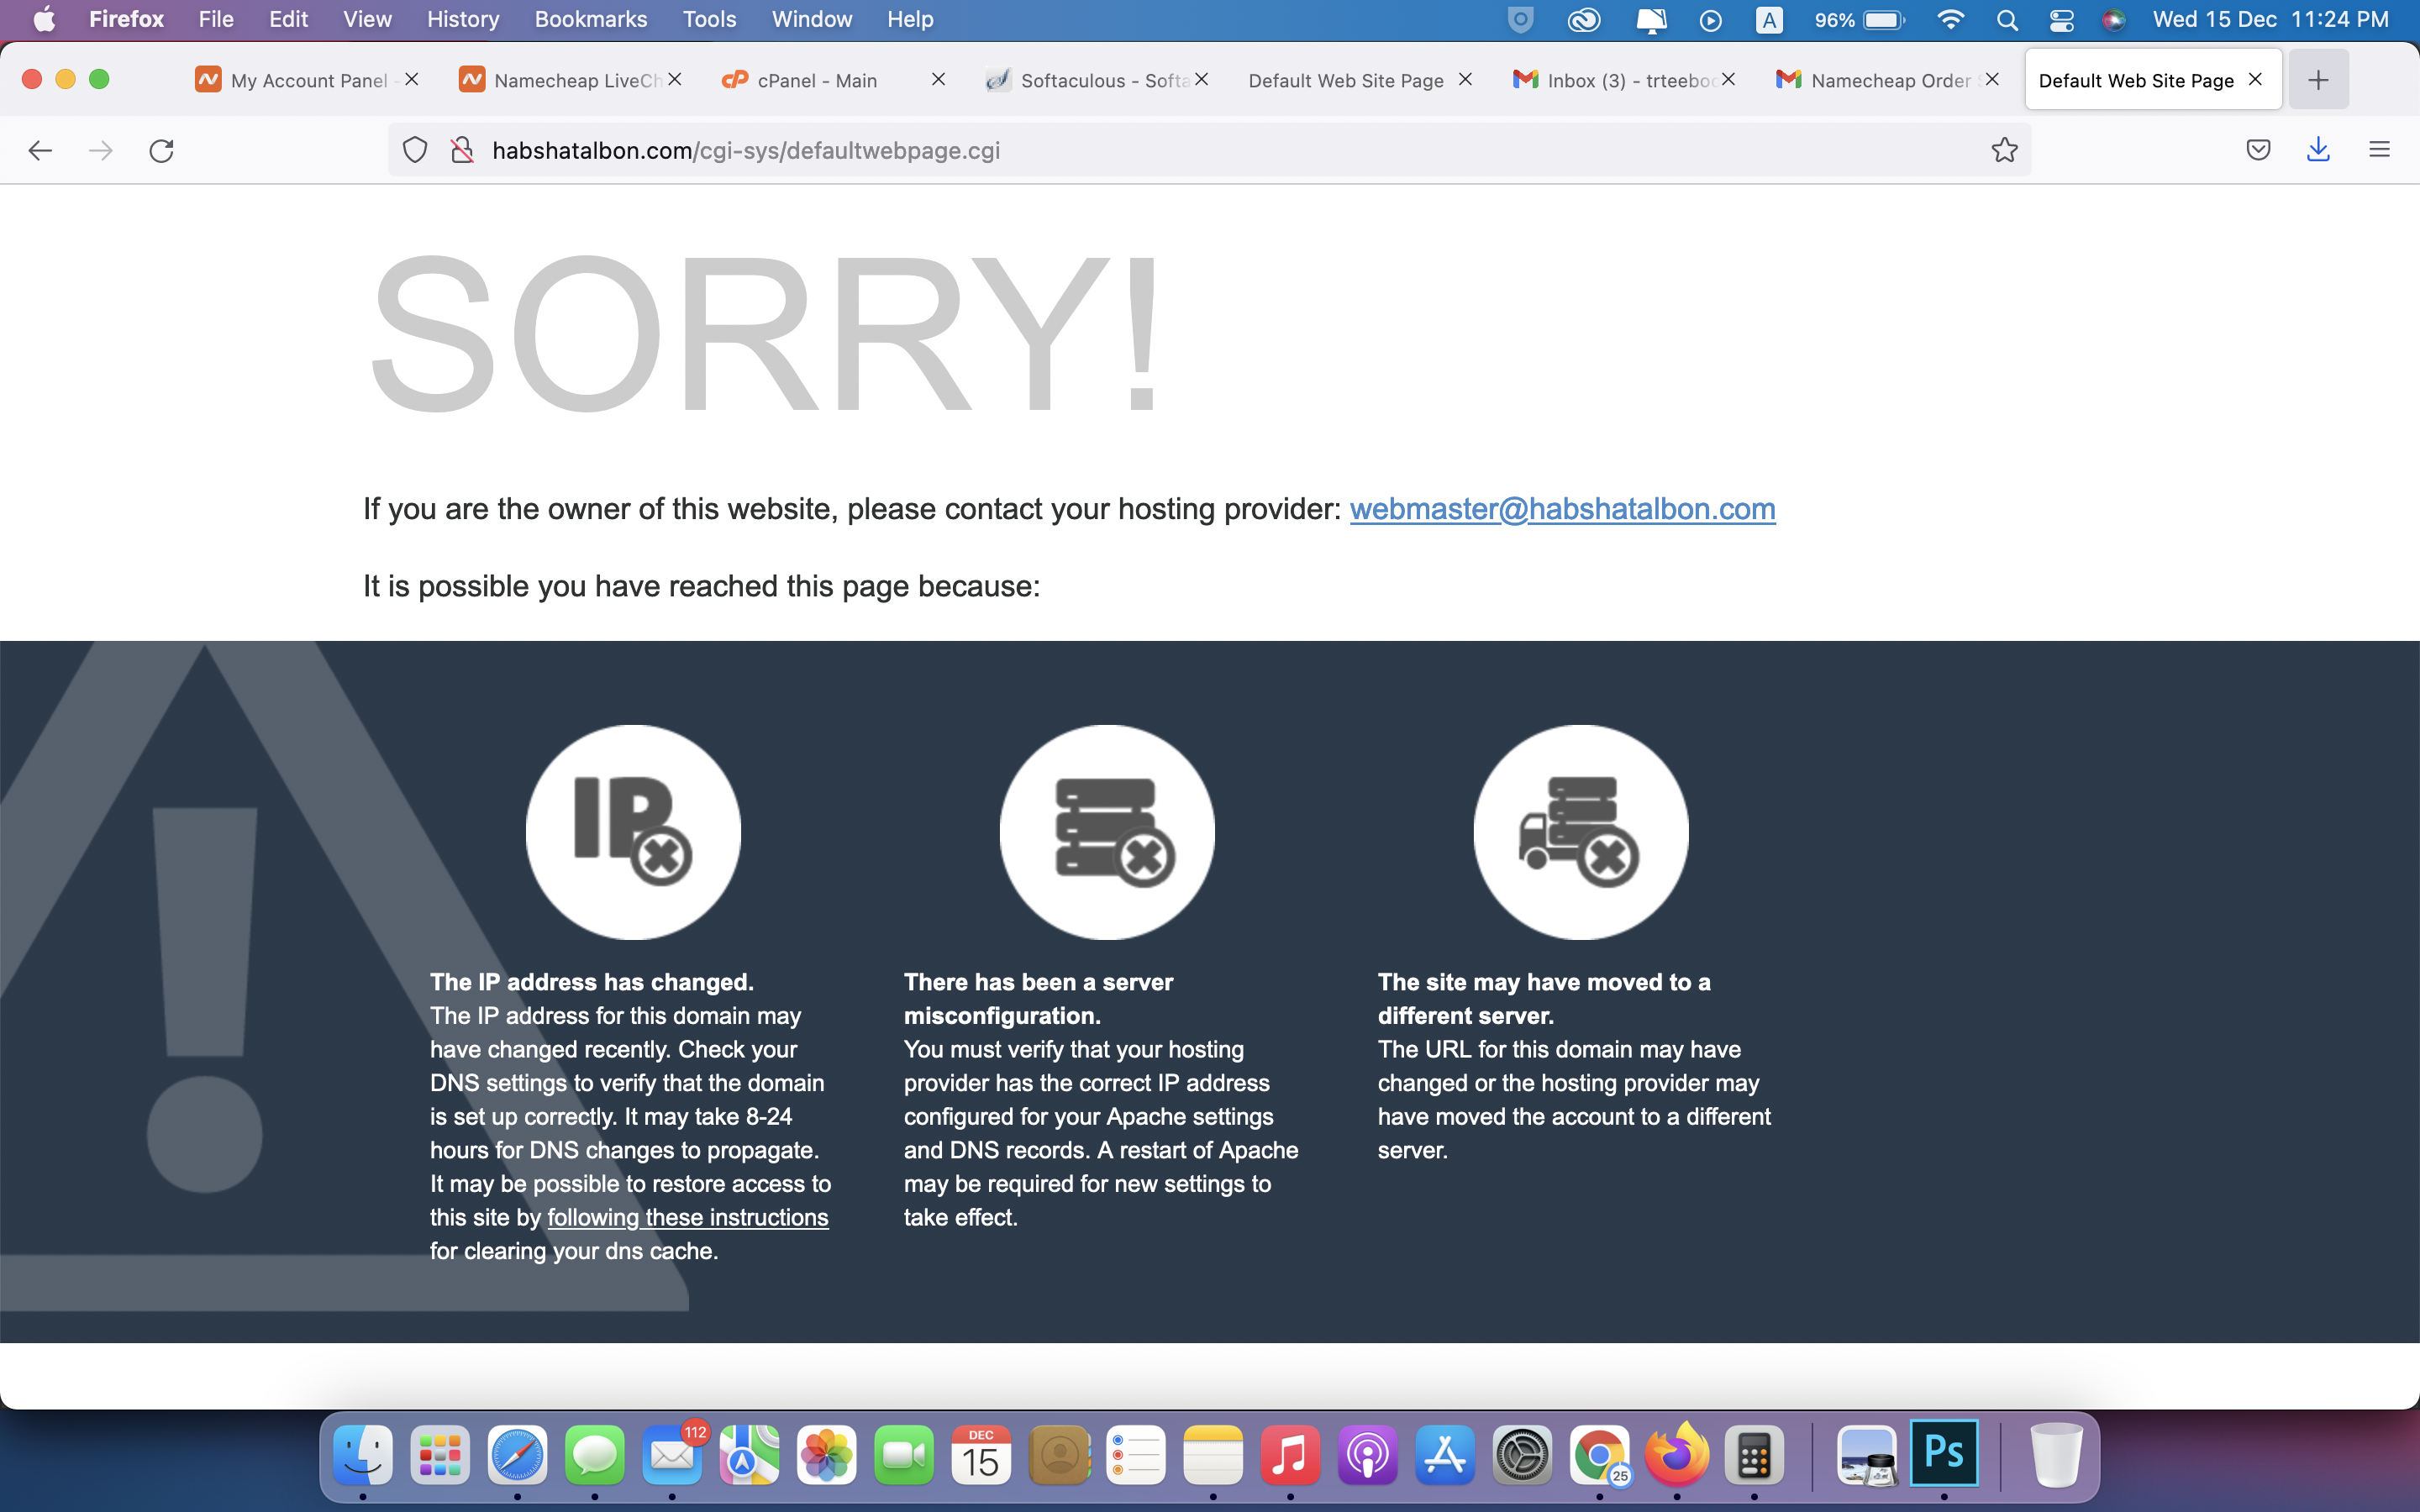 Firefox File Edit View History Bookmarks Tools Window Help A 96% Wed 15 Dec 11:24 PM
My Account Panel - Namecheap LiveCh cPanel - Main Softaculous - Softa Default Web Site Page Inbox (3) - trteeboo Namecheap Order S Default Web Site Page
habshatalbon.com/cgi-sys/defaultwebpage.cgi
SORRY!
If you are the owner of this website, please contact your hosting provider: webmaster@habshatalbon.com
It is possible you have reached this page because:
IP
The IP address has changed.
The IP address for this domain may
have changed recently. Check your
DNS settings to verify that the domain
is set up correctly. It may take 8-24
hours for DNS changes to propagate.
It may be possible to restore access to
this site by following these instructions
for clearing your dns cache.
There has been a server
misconfiguration.
You must verify that your hosting
provider has the correct IP address
configured for your Apache settings
and DNS records. A restart of Apache
may be required for new settings to
take effect.
The site may have moved to a
different server.
The URL for this domain may have
changed or the hosting provider may
have moved the account to a different
server.
112
DEC
15
25
Ps